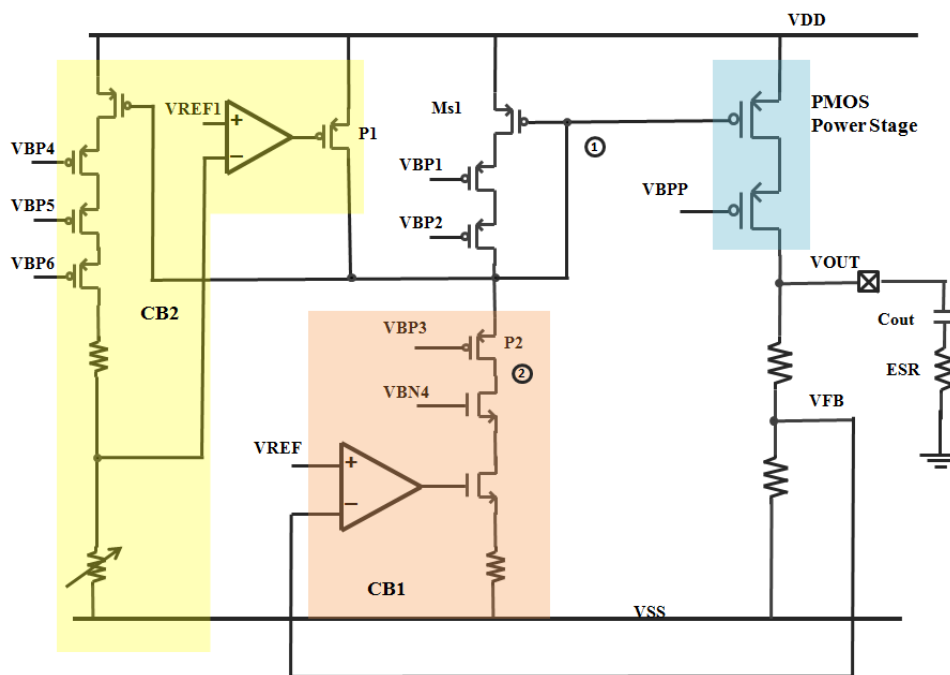 VDD
VREF1
+
−
P1
Ms1
PMOS
Power Stage
VBP4
VBP5
VBP6
CB2
VBP1
VBP2
1
VBPP
VOUT
Cout
ESR
VBP3
P2
2
VBN4
VFB
VREF
+
−
CB1
VSS